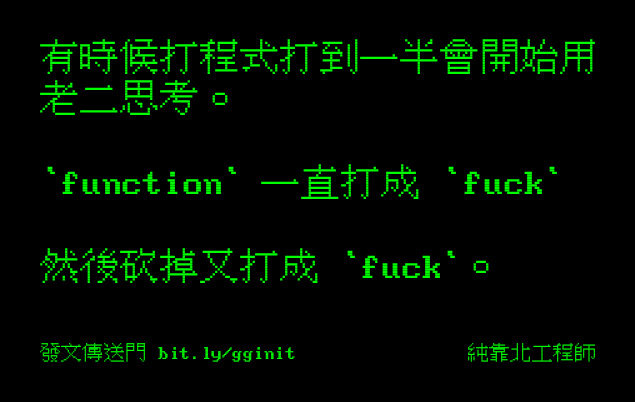 有時候打程式打到一半會開始用
老二思考。
`function` 一直打成 `fuck`
然後砍掉又打成 `fuck`。
發文傳送門 bit.ly/gginit 純靠北工程師